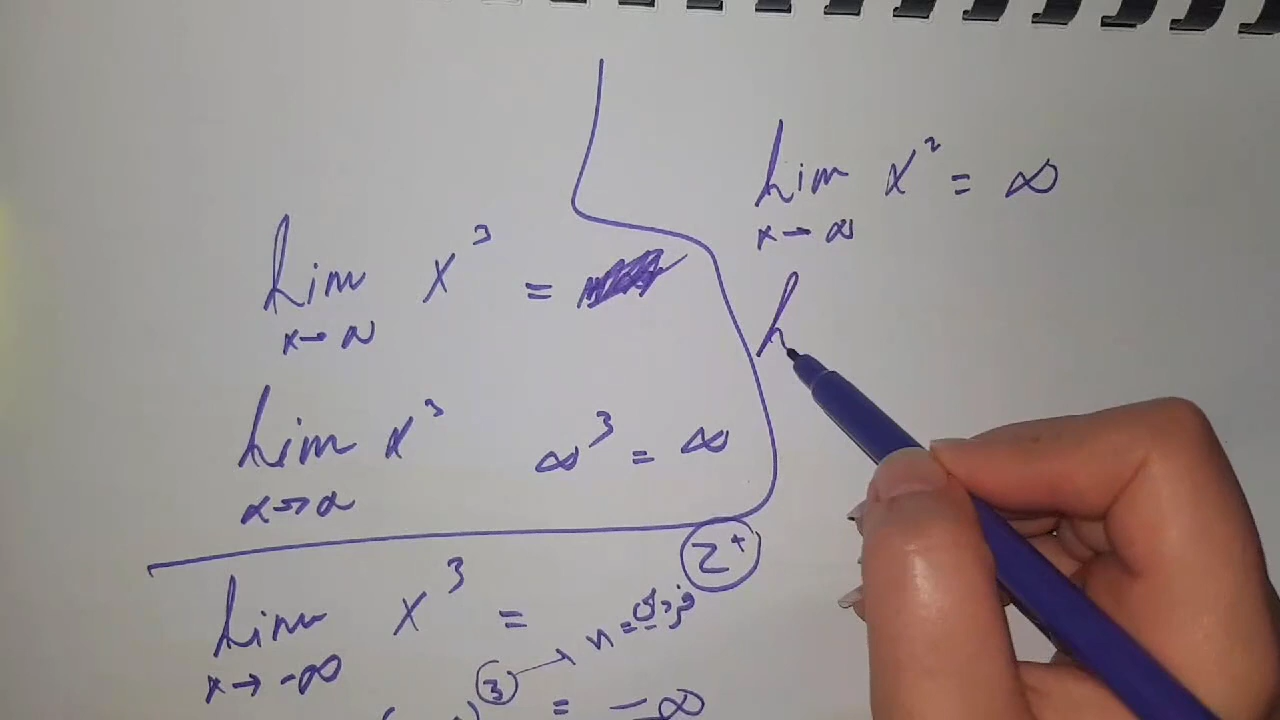 lim x² = ∞
x→∞
lim x³ =
x→∞
lim x³ ∞³ = ∞
x→∞
Z⁺
lim x³ =
x→-∞
3 → n = فرد
= -∞